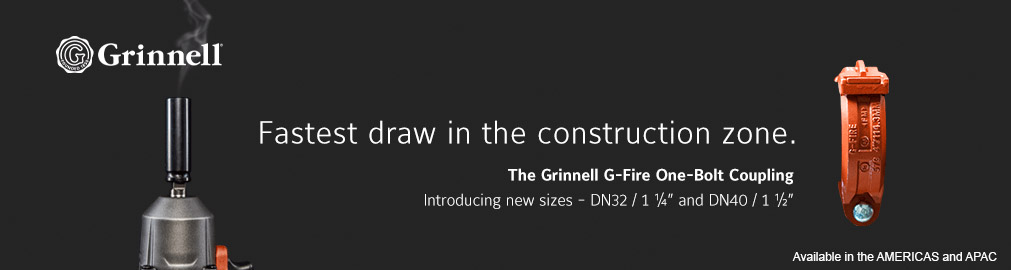 Grinnell
Fastest draw in the construction zone.
The Grinnell G-Fire One-Bolt Coupling
Introducing new sizes - DN32 / 1 ¼" and DN40 / 1 ½"
G-FIRE
Available in the AMERICAS and APAC